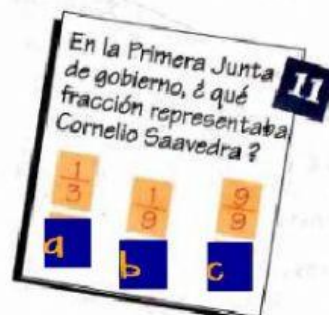 En la Primera Junta
de gobierno, ¿ qué
fracción representaba
Cornelio Saavedra ?
11
1/3 1/9 9/9
a b c